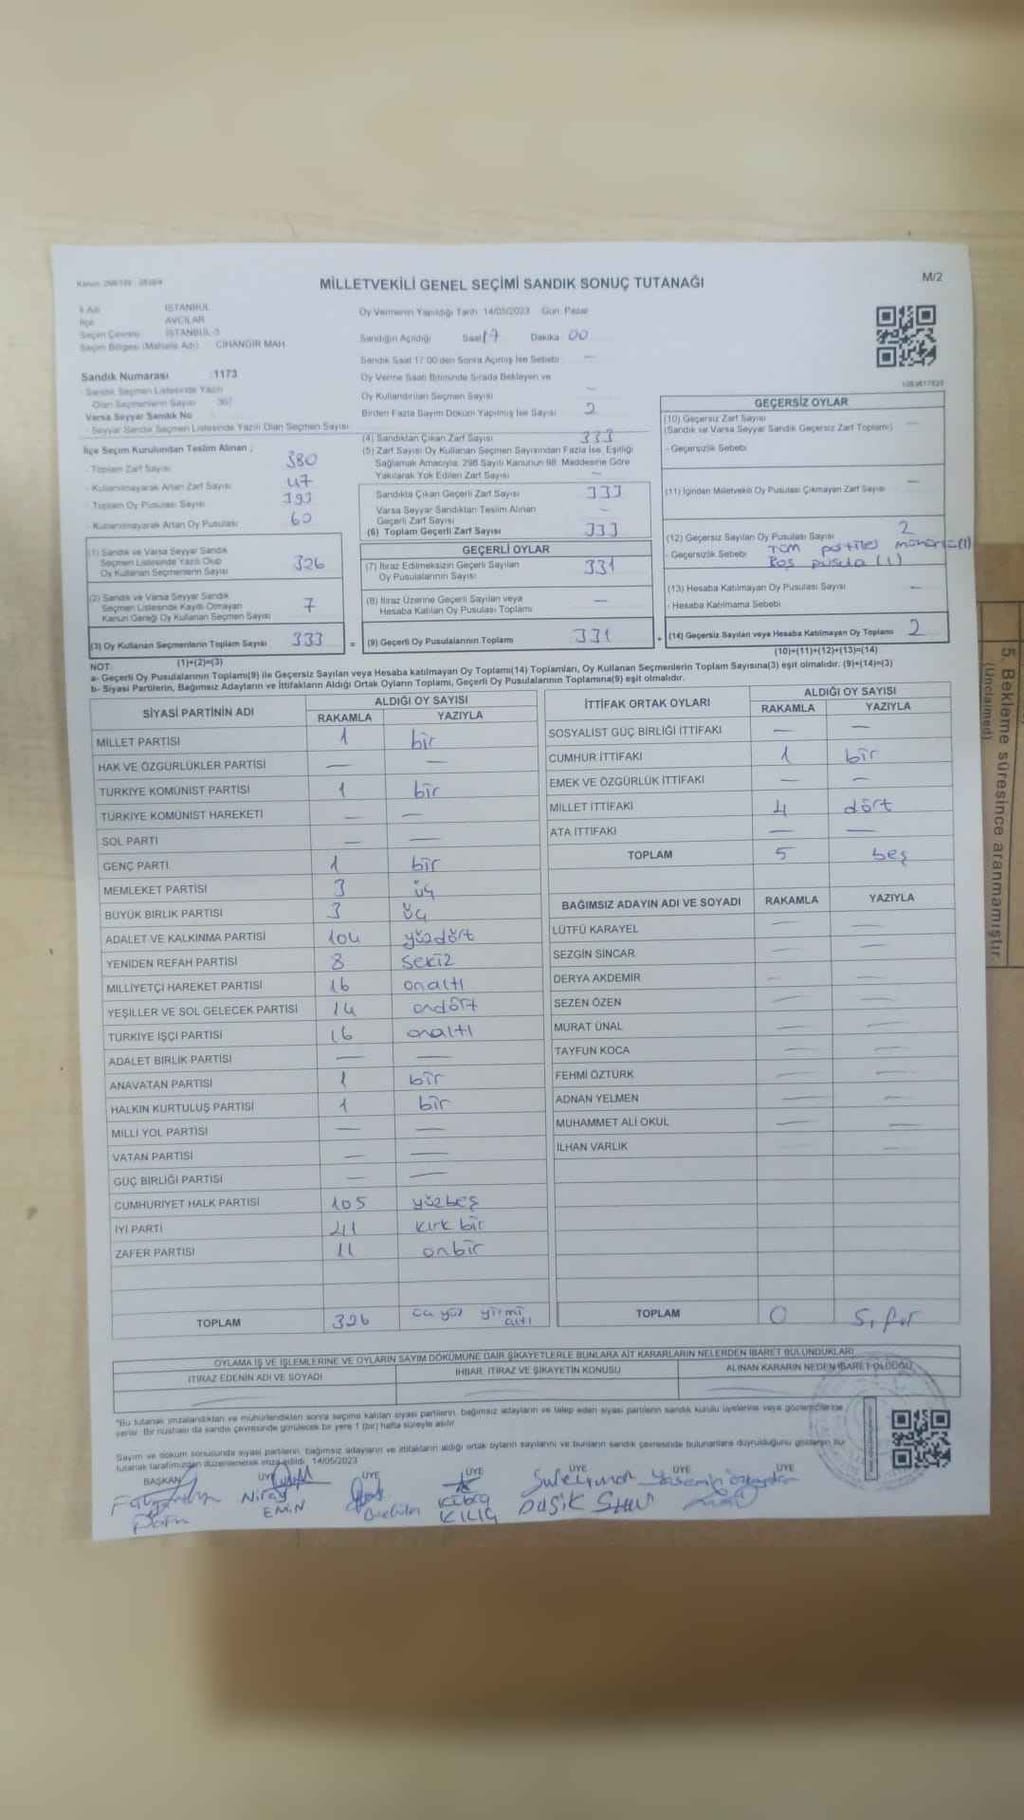 MİLLETVEKİLİ GENEL SEÇİMİ SANDIK SONUÇ TUTANAĞI
M/2
İl Adı İSTANBUL
İlçe AVCILAR
Seçim Çevresi İSTANBUL-3
Seçim Bölgesi (Mahalle Adı) CİHANGİR MAH.
Oy Vermenin Yapıldığı Tarih 14/05/2023 Gün Pazar
Sandığın Açıldığı Saat 17 Dakika 00
Sandık Saat 17:00'den Sonra Açılmış İse Sebebi —
Sandık Numarası 1173
Sandık Seçmen Listesinde Yazılı
Olan Seçmenlerin Sayısı
Varsa Seyyar Sandık No
Seyyar Sandık Seçmen Listesinde Yazılı Olan Seçmen Sayısı
Oy Verme Saati Bitiminde Sırada Bekleyen ve
Oy Kullandırılan Seçmen Sayısı —
Birden Fazla Sayım Dökümü Yapılmış İse Sayısı 2
İlçe Seçim Kurulundan Teslim Alınan ;
- Toplam Zarf Sayısı 380
- Kullanılmayarak Artan Zarf Sayısı 47
- Toplam Oy Pusulası Sayısı 393
- Kullanılmayarak Artan Oy Pusulası 60
(4) Sandıktan Çıkan Zarf Sayısı 333
(5) Zarf Sayısı Oy Kullanan Seçmen Sayısından Fazla İse, Eşitliği
Sağlamak Amacıyla, 298 Sayılı Kanunun 98. Maddesine Göre
Yakılarak Yok Edilen Zarf Sayısı —
Sandıkta Çıkan Geçerli Zarf Sayısı 333
Varsa Seyyar Sandıktan Teslim Alınan
Geçerli Zarf Sayısı —
(6) Toplam Geçerli Zarf Sayısı 333
GEÇERSİZ OYLAR
(10) Geçersiz Zarf Sayısı —
(Sandık ve Varsa Seyyar Sandık Geçersiz Zarf Toplamı)
- Geçersizlik Sebebi
(11) İçinden Milletvekili Oy Pusulası Çıkmayan Zarf Sayısı —
(12) Geçersiz Sayılan Oy Pusulası Sayısı 2
- Geçersizlik Sebebi Tüm (1)
Boş pusula (1)
(13) Hesaba Katılmayan Oy Pusulası Sayısı —
- Hesaba Katılmama Sebebi
(14) Geçersiz Sayılan veya Hesaba Katılmayan Oy Toplamı 2
(10)+(11)+(12)+(13)=(14)
(1) Sandık ve Varsa Seyyar Sandık
Seçmen Listesinde Yazılı Olup
Oy Kullanan Seçmenlerin Sayısı 326
(2) Sandık ve Varsa Seyyar Sandık
Seçmen Listesinde Kaydı Olmayan
Kanun Gereği Oy Kullanan Seçmen Sayısı 7
(3) Oy Kullanan Seçmenlerin Toplam Sayısı 333 =
(1)+(2)=(3)
GEÇERLİ OYLAR
(7) İtiraz Edilmeksizin Geçerli Sayılan
Oy Pusulasının Sayısı 331
(8) İtiraz Üzerine Geçerli Sayılan veya
Hesaba Katılan Oy Pusulası Toplamı —
(9) Geçerli Oy Pusulalarının Toplamı 331 +
NOT:
a- Geçerli Oy Pusulalarının Toplamı(9) ile Geçersiz Sayılan veya Hesaba katılmayan Oy Toplamı(14) Toplamları, Oy Kullanan Seçmenlerin Toplam Sayısına(3) eşit olmalıdır. (9)+(14)=(3)
b- Siyasi Partilerin, Bağımsız Adayların ve İttifakların Aldığı Ortak Oyların Toplamı, Geçerli Oy Pusulalarının Toplamına(9) eşit olmalıdır.
SİYASİ PARTİNİN ADI ALDIĞI OY SAYISI
RAKAMLA YAZIYLA
MİLLET PARTİSİ 1 bir
HAK VE ÖZGÜRLÜKLER PARTİSİ — —
TÜRKİYE KOMÜNİST PARTİSİ 1 bir
TÜRKİYE KOMÜNİST HAREKETİ — —
SOL PARTİ — —
GENÇ PARTİ 1 bir
MEMLEKET PARTİSİ 3 üç
BÜYÜK BİRLİK PARTİSİ 3 üç
ADALET VE KALKINMA PARTİSİ 104 yüzdört
YENİDEN REFAH PARTİSİ 8 sekiz
MİLLİYETÇİ HAREKET PARTİSİ 16 onaltı
YEŞİLLER VE SOL GELECEK PARTİSİ 14 ondört
TÜRKİYE İŞÇİ PARTİSİ 16 onaltı
ADALET BİRLİK PARTİSİ — —
ANAVATAN PARTİSİ 1 bir
HALKIN KURTULUŞ PARTİSİ 1 bir
MİLLİ YOL PARTİSİ — —
VATAN PARTİSİ — —
GÜÇ BİRLİĞİ PARTİSİ — —
CUMHURİYET HALK PARTİSİ 105 yüzbeş
İYİ PARTİ 41 kırk bir
ZAFER PARTİSİ 11 onbir
TOPLAM 326 üç yüz yirmi altı
İTTİFAK ORTAK OYLARI ALDIĞI OY SAYISI
RAKAMLA YAZIYLA
SOSYALİST GÜÇ BİRLİĞİ İTTİFAKI — —
CUMHUR İTTİFAKI 1 bir
EMEK VE ÖZGÜRLÜK İTTİFAKI — —
MİLLET İTTİFAKI 4 dört
ATA İTTİFAKI — —
TOPLAM 5 beş
BAĞIMSIZ ADAYIN ADI VE SOYADI RAKAMLA YAZIYLA
LÜTFÜ KARAYEL — —
SEZGİN SİNCAR — —
DERYA AKDEMİR — —
SEZEN ÖZEN — —
MURAT ÜNAL — —
TAYFUN KOCA — —
FEHMİ ÖZTÜRK — —
ADNAN YELMEN — —
MUHAMMET ALİ OKUL — —
İLHAN VARLIK — —
TOPLAM 0 Sıfır
OYLAMA İŞ VE İŞLEMLERİNE VE OYLARIN SAYIM DÖKÜMÜNE DAİR ŞİKAYETLERLE BUNLARA AİT KARARLARIN NELERDEN İBARET BULUNDUKLARI
İTİRAZ EDENİN ADI VE SOYADI
İHBAR, İTİRAZ VE ŞİKAYETİN KONUSU
ALINAN KARARIN NEDEN İBARET OLDUĞU
*Bu tutanak imzalandıktan ve mühürlendikten sonra seçime katılan siyasi partilerin, bağımsız adayların ve talep eden siyasi partilerin sandık kurulu üyelerine veya gözlemcilerine
verilir. Bir nüshası da sandık çevresinde görülecek bir yere 1 (bir) hafta süreyle asılır.
Sayım ve döküm sonucunda siyasi partilerin, bağımsız adayların ve ittifakların aldığı ortak oyların sayılarını ve bunların sandık çevresinde bulunanlara duyrulduğunu gösteren bu
tutanak tarafımızdan düzenlenerek imza edildi. 14/05/2023
BAŞKAN ÜYE ÜYE ÜYE ÜYE ÜYE ÜYE
Niray
EMİN
Kübra
KILIÇ
Süleyman
5. Bekleme süresince aranmamıştır.
(Unclaimed)